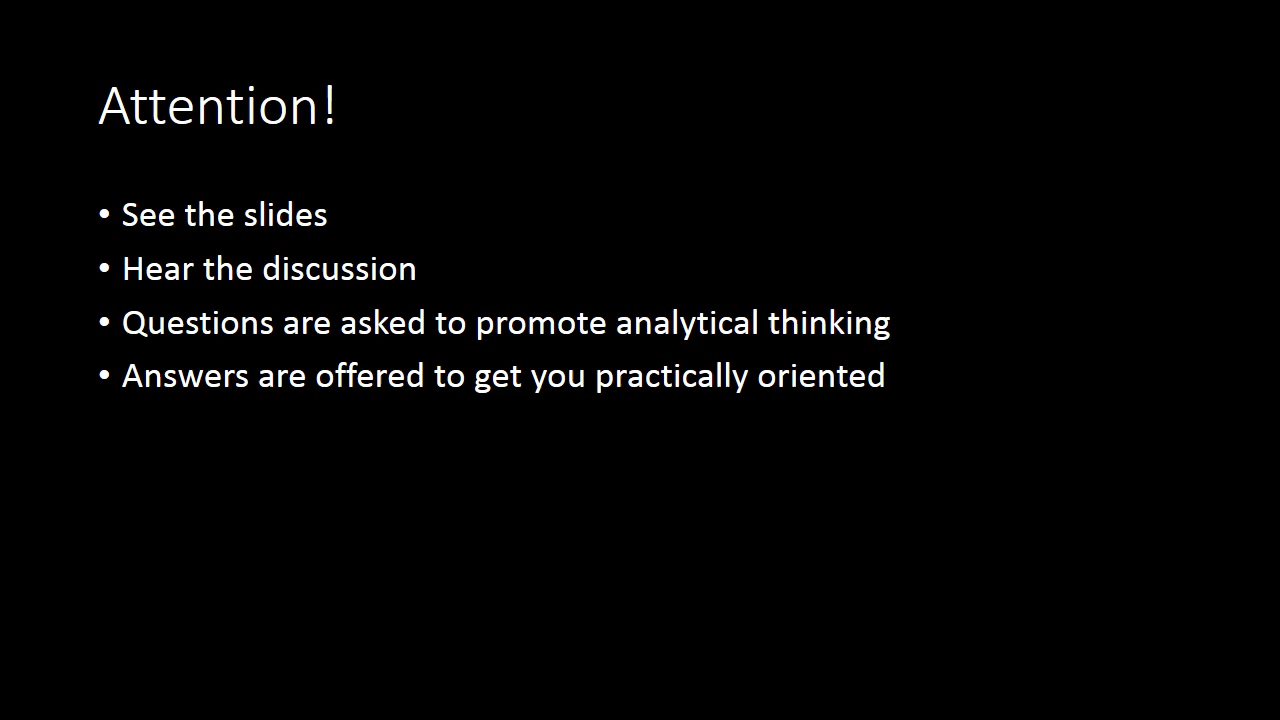 Attention!
• See the slides
• Hear the discussion
• Questions are asked to promote analytical thinking
• Answers are offered to get you practically oriented